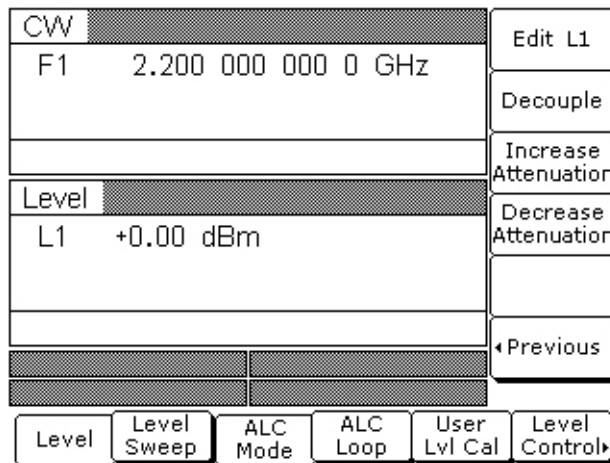 CW
F1 2.200 000 000 0 GHz
Level
L1 +0.00 dBm
Edit L1
Decouple
Increase
Attenuation
Decrease
Attenuation
Previous
Level
Level
Sweep
ALC
Mode
ALC
Loop
User
Lvl Cal
Level
Control